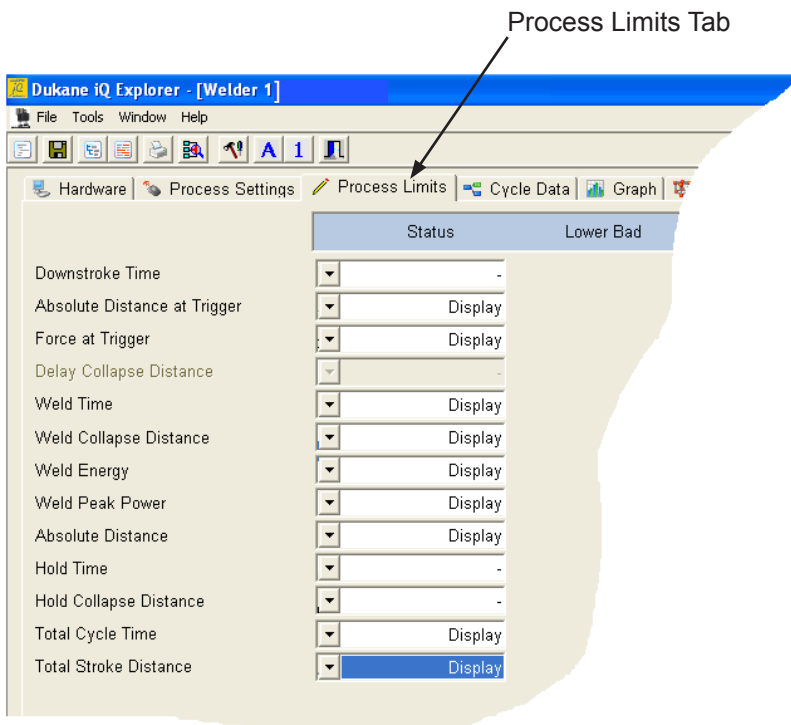 Process Limits Tab
Dukane iQ Explorer - [Welder 1]
File Tools Window Help
A 1
Hardware Process Settings Process Limits Cycle Data Graph
Status Lower Bad
Downstroke Time -
Absolute Distance at Trigger Display
Force at Trigger Display
Delay Collapse Distance -
Weld Time Display
Weld Collapse Distance Display
Weld Energy Display
Weld Peak Power Display
Absolute Distance Display
Hold Time -
Hold Collapse Distance -
Total Cycle Time Display
Total Stroke Distance Display